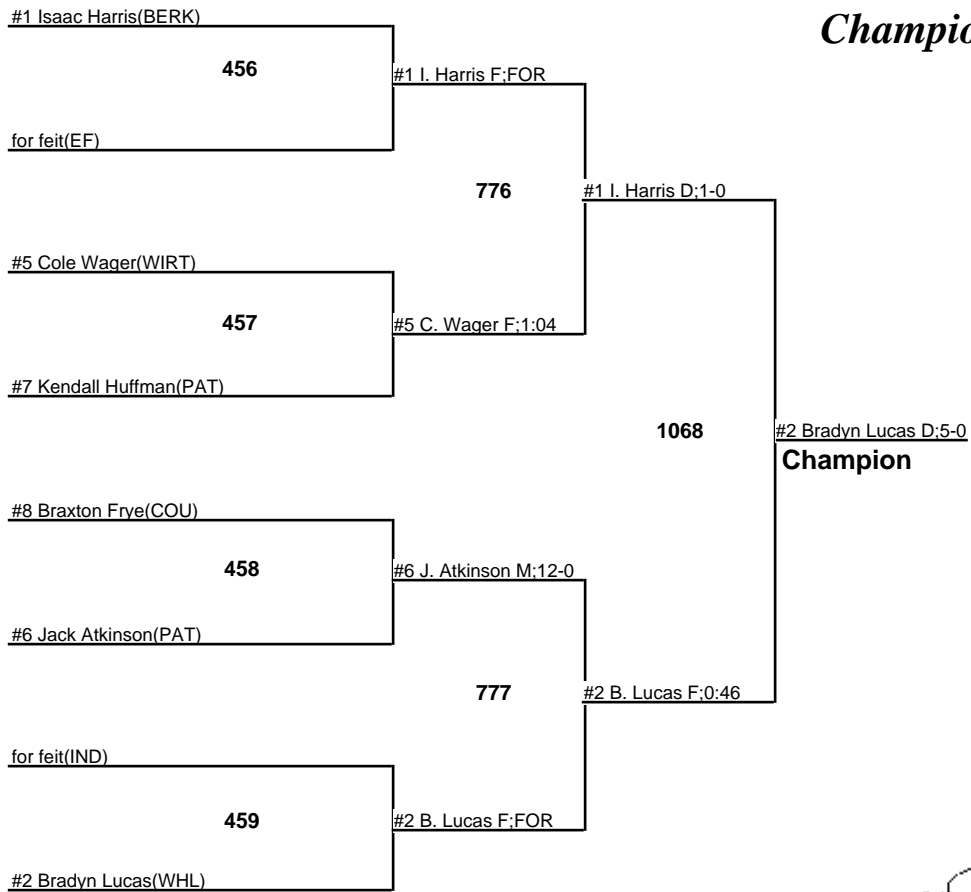 #1 Isaac Harris(BERK)
Champio
456
#1 I. Harris F;FOR
for feit(EF)
776
#1 I. Harris D;1-0
#5 Cole Wager(WIRT)
457
#5 C. Wager F;1:04
#7 Kendall Huffman(PAT)
1068
#2 Bradyn Lucas D;5-0
Champion
#8 Braxton Frye(COU)
458
#6 J. Atkinson M;12-0
#6 Jack Atkinson(PAT)
777
#2 B. Lucas F;0:46
for feit(IND)
459
#2 B. Lucas F;FOR
#2 Bradyn Lucas(WHL)